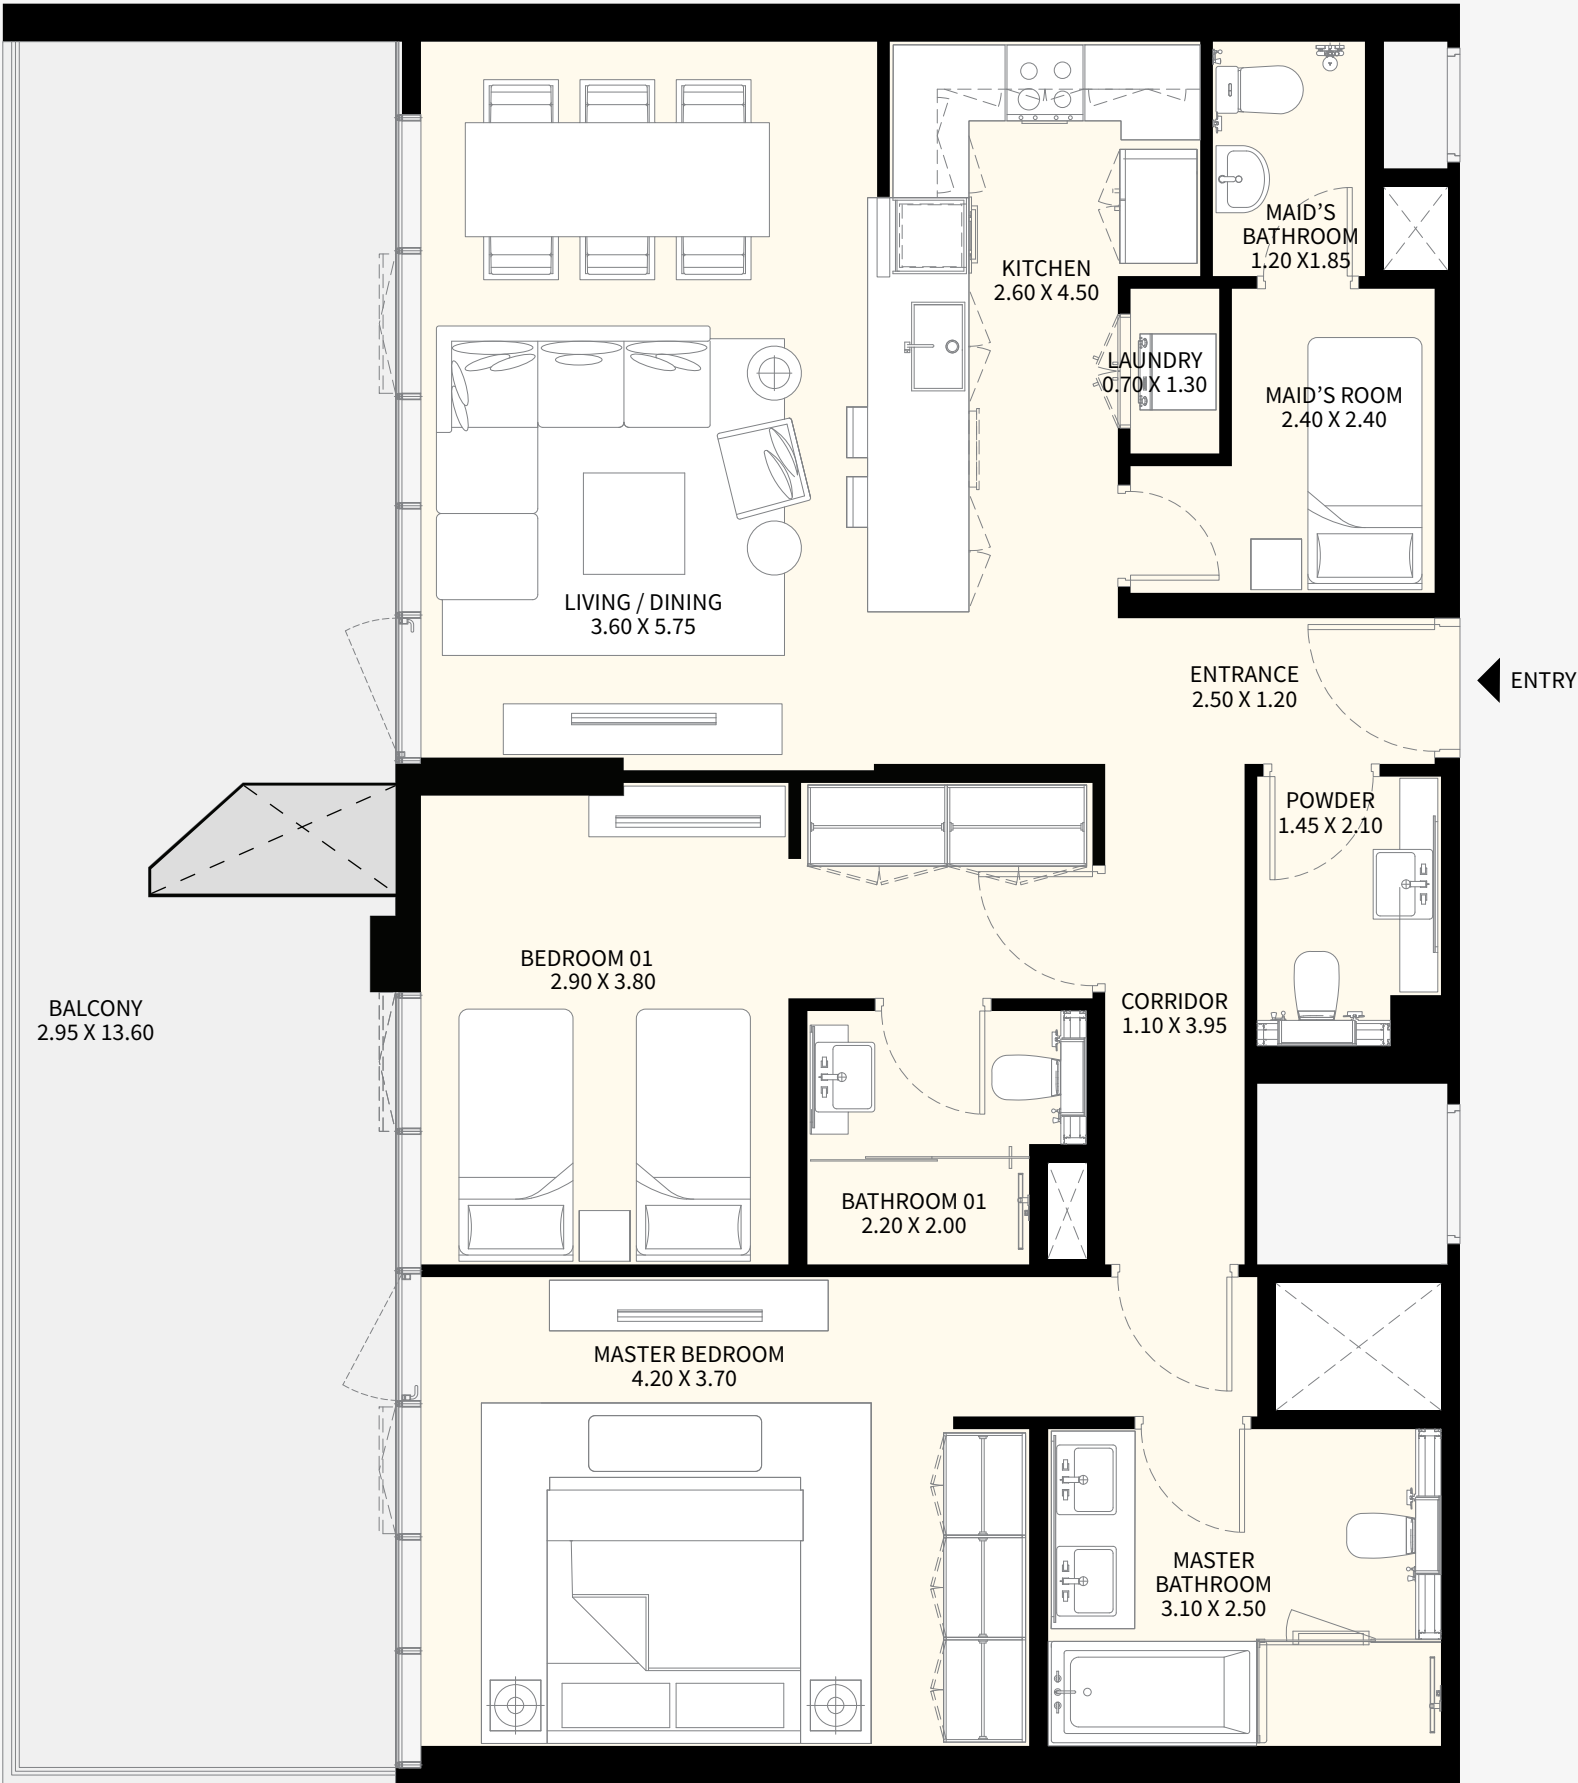 MAID'S
BATHROOM
1.20 X1.85
KITCHEN
2.60 X 4.50
LAUNDRY
0.70 X 1.30
MAID'S ROOM
2.40 X 2.40
LIVING / DINING
3.60 X 5.75
ENTRANCE
2.50 X 1.20
ENTRY
POWDER
1.45 X 2.10
BEDROOM 01
2.90 X 3.80
BALCONY
2.95 X 13.60
CORRIDOR
1.10 X 3.95
BATHROOM 01
2.20 X 2.00
MASTER BEDROOM
4.20 X 3.70
MASTER
BATHROOM
3.10 X 2.50